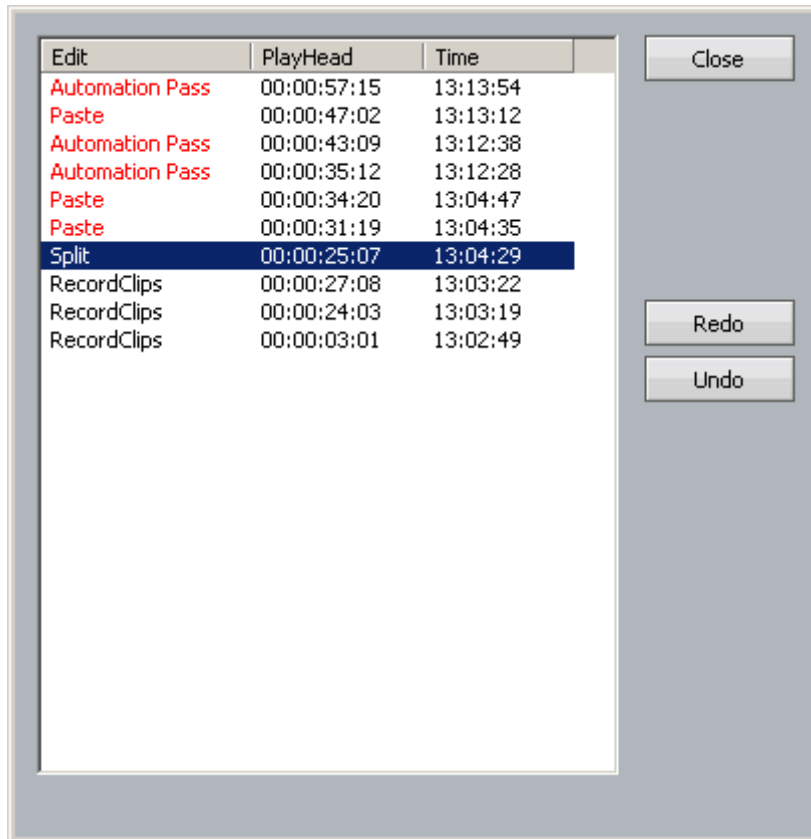 Edit PlayHead Time
Automation Pass 00:00:57:15 13:13:54
Paste 00:00:47:02 13:13:12
Automation Pass 00:00:43:09 13:12:38
Automation Pass 00:00:35:12 13:12:28
Paste 00:00:34:20 13:04:47
Paste 00:00:31:19 13:04:35
Split 00:00:25:07 13:04:29
RecordClips 00:00:27:08 13:03:22
RecordClips 00:00:24:03 13:03:19
RecordClips 00:00:03:01 13:02:49
Close
Redo
Undo